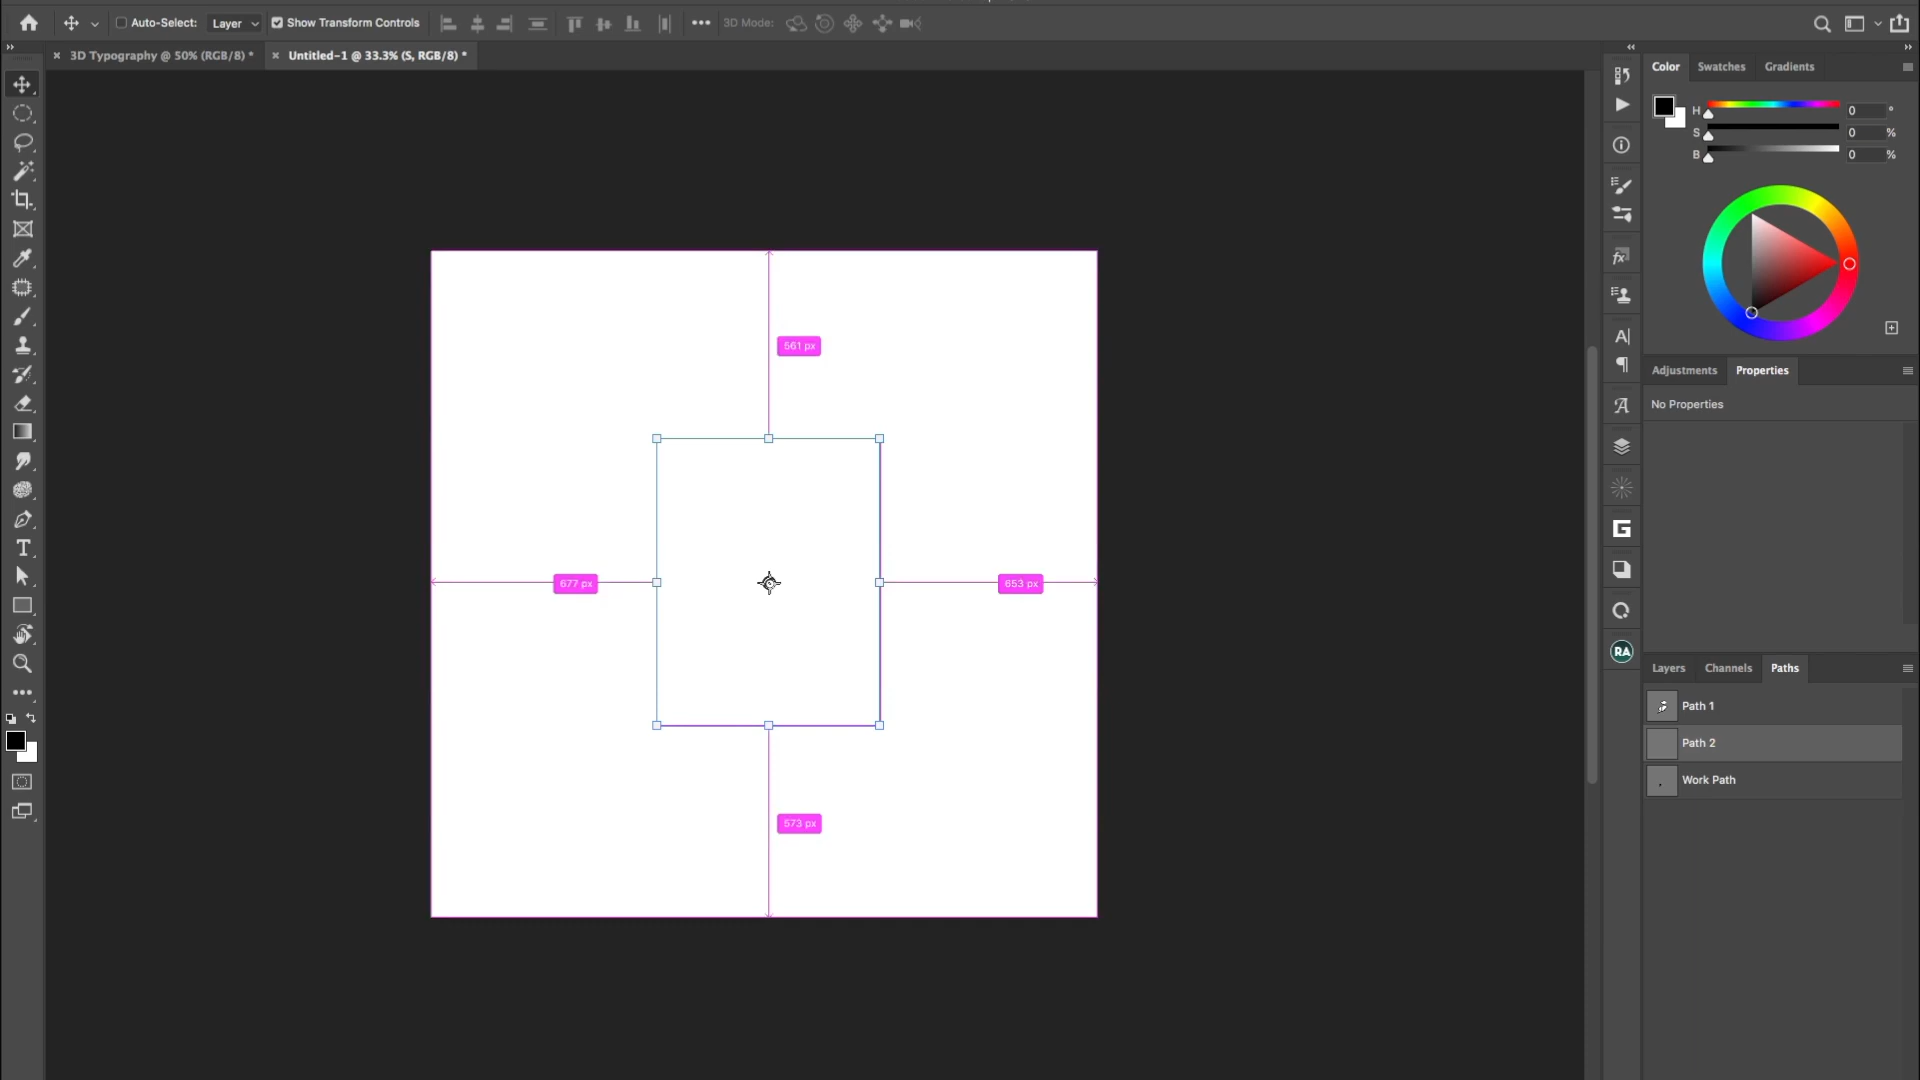 Auto-Select: Layer Show Transform Controls 3D Mode:
3D Typography @ 50% (RGB/8) * Untitled-1 @ 33.3% (S, RGB/8) *
Color Swatches Gradients
H 0 °
S 0 %
B 0 %
561 px
Adjustments Properties
No Properties
677 px
653 px
RA
Layers Channels Paths
Path 1
Path 2
Work Path
573 px